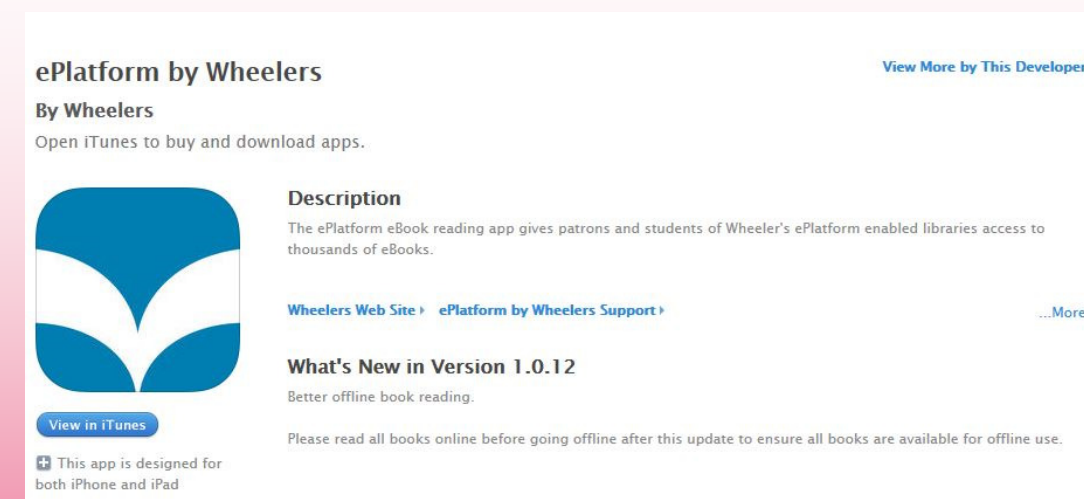 ePlatform by Wheelers
View More by This Developer
By Wheelers
Open iTunes to buy and download apps.
Description
The ePlatform eBook reading app gives patrons and students of Wheeler's ePlatform enabled libraries access to
thousands of eBooks.
Wheelers Web Site ePlatform by Wheelers Support
...More
What's New in Version 1.0.12
Better offline book reading.
Please read all books online before going offline after this update to ensure all books are available for offline use.
View in iTunes
This app is designed for
both iPhone and iPad